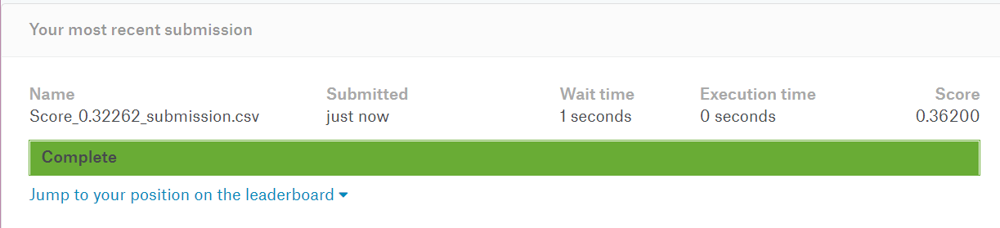 Your most recent submission
Name Submitted Wait time Execution time Score
Score_0.32262_submission.csv just now 1 seconds 0 seconds 0.36200
Complete
Jump to your position on the leaderboard